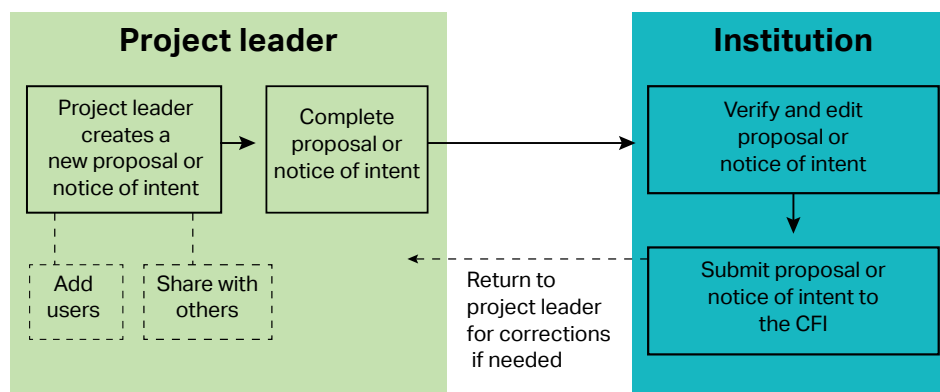 Project leader
Project leader
creates a
new proposal or
notice of intent
Complete
proposal or
notice of intent
Add
users
Share with
others
Return to
project leader
for corrections
if needed
Institution
Verify and edit
proposal or
notice of intent
Submit proposal or
notice of intent to
the CFI